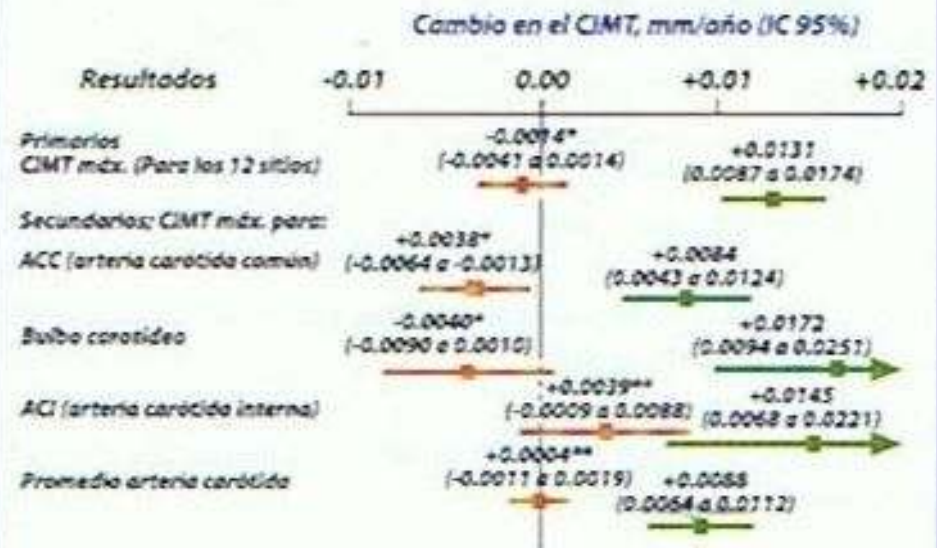 Cambio en el CIMT, mm/año (IC 95%)
Resultados -0.01 0.00 +0.01 +0.02
Primarios
CIMT máx. (Para los 12 sitios)
-0.0014*
(-0.0041 a 0.0014)
+0.0131
(0.0087 a 0.0174)
Secundarios; CIMT máx. para:
ACC (arteria carótida común)
+0.0038*
(-0.0064 a -0.0013)
+0.0084
(0.0043 a 0.0124)
Bulbo carotídeo
-0.0040*
(-0.0090 a 0.0010)
+0.0172
(0.0094 a 0.0251)
ACI (arteria carótida interna)
+0.0039**
(-0.0009 a 0.0088)
+0.0145
(0.0068 a 0.0221)
Promedio arteria carótida
+0.0004**
(-0.0011 a 0.0019)
+0.0088
(0.0064 a 0.0112)